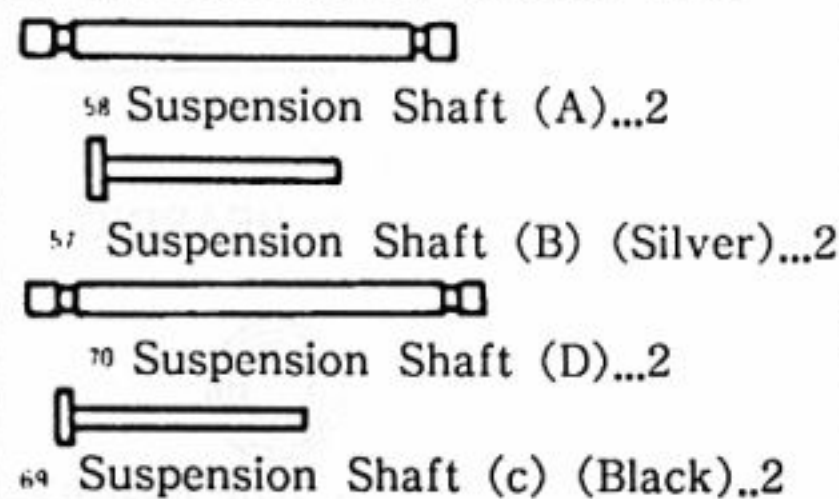 58 Suspension Shaft (A)...2
57 Suspension Shaft (B) (Silver)...2
70 Suspension Shaft (D)...2
69 Suspension Shaft (c) (Black)..2